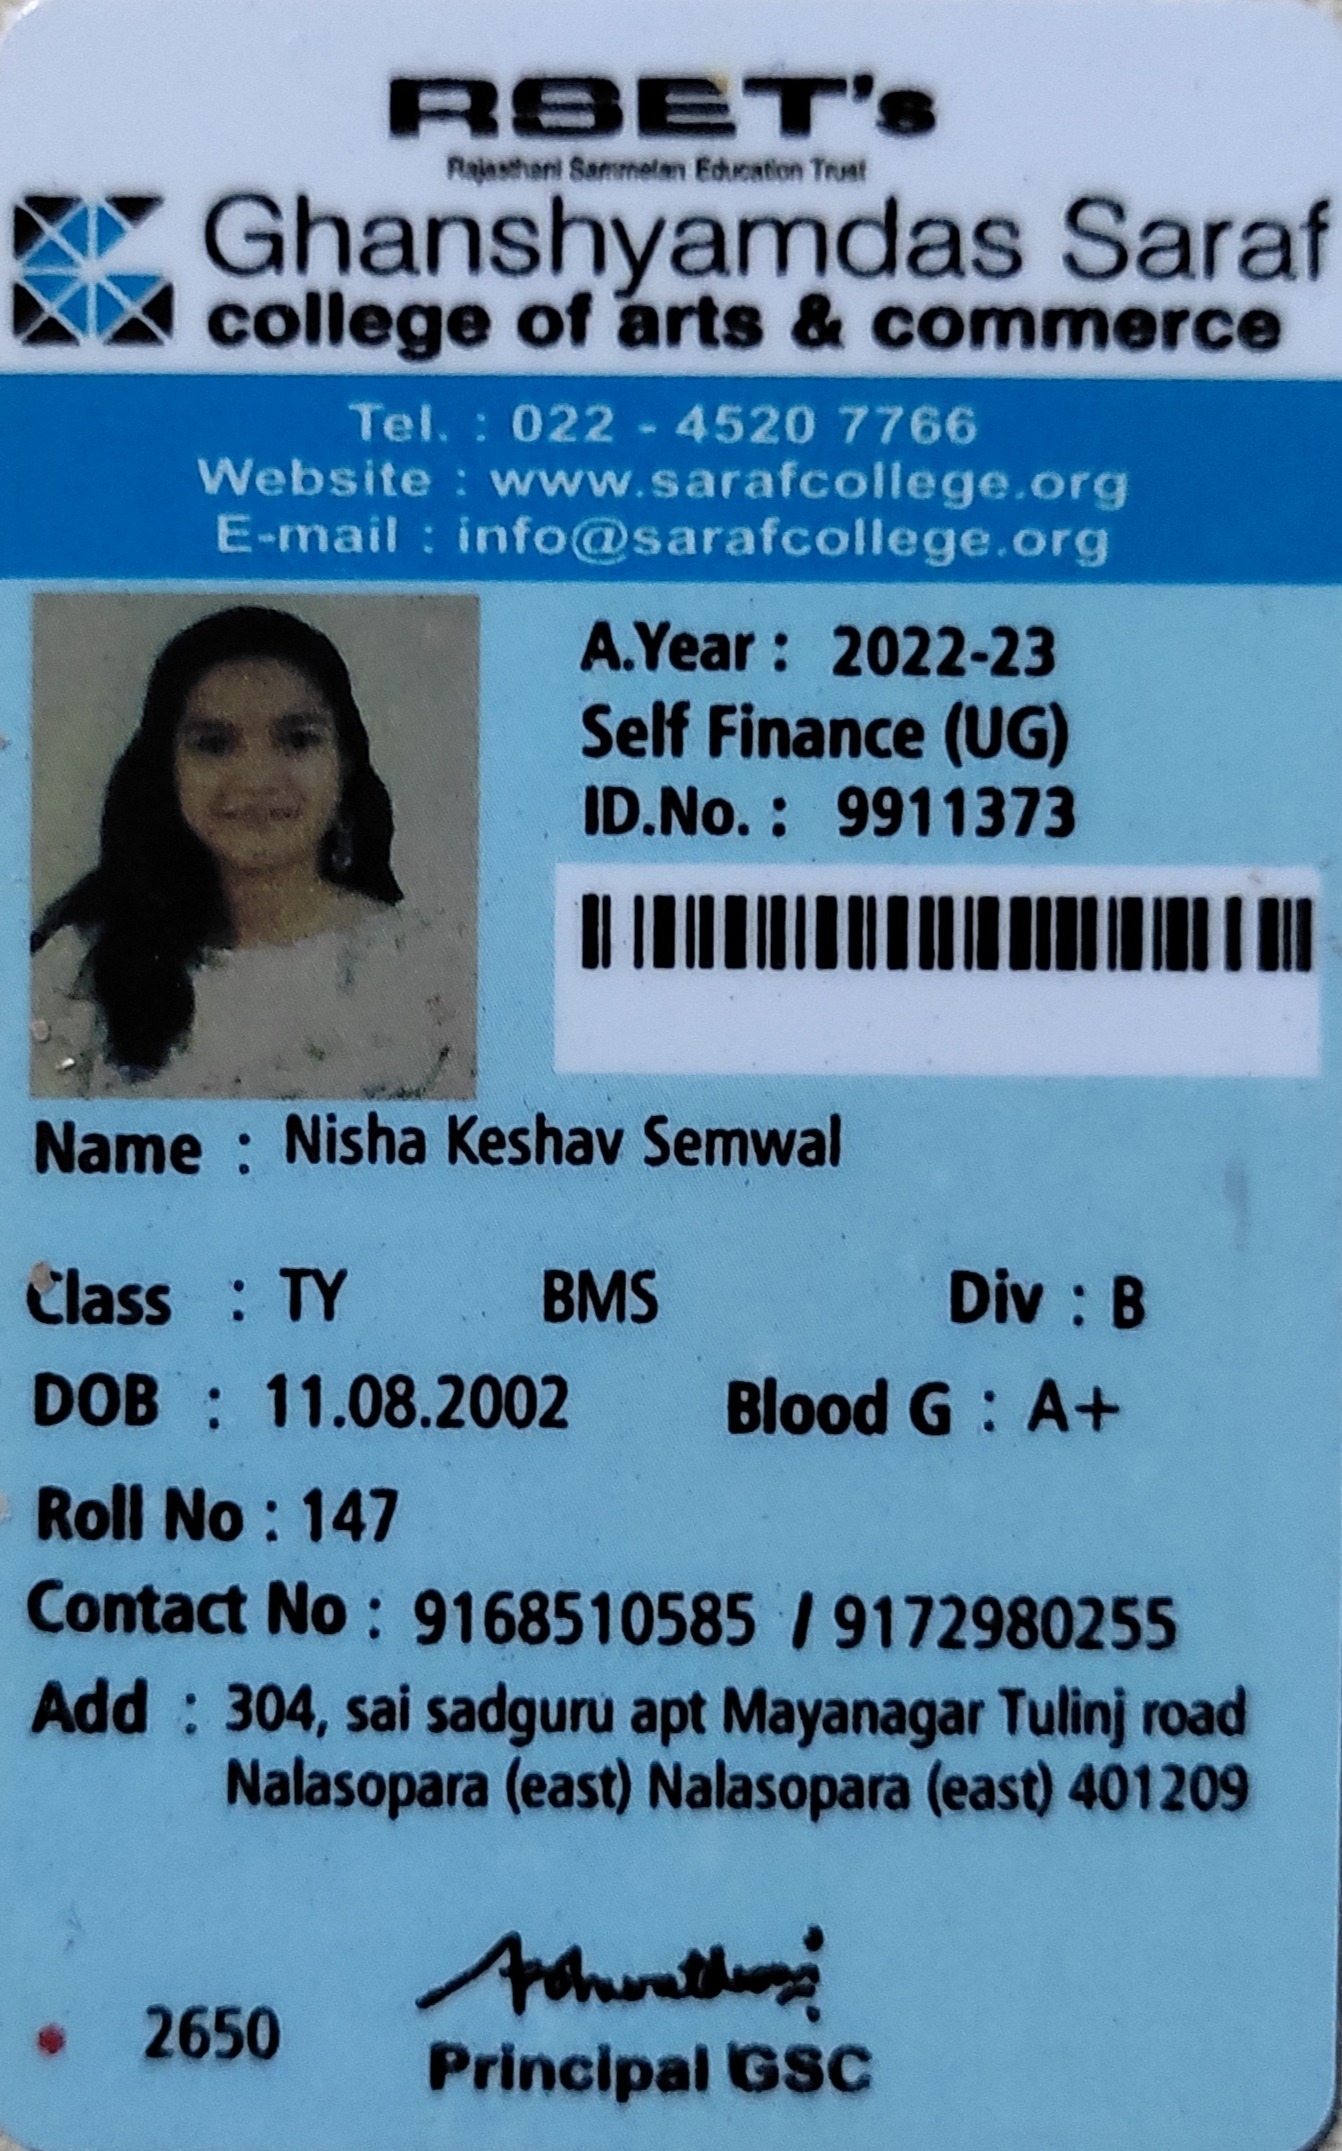 RSET's
Rajasthani Sammelan Education Trust
Ghanshyamdas Saraf
college of arts & commerce
Tel. : 022 - 4520 7766
Website : www.sarafcollege.org
E-mail : info@sarafcollege.org
A.Year : 2022-23
Self Finance (UG)
ID.No. : 9911373
Name : Nisha Keshav Semwal
Class : TY BMS Div : B
DOB : 11.08.2002 Blood G : A+
Roll No : 147
Contact No : 9168510585 / 9172980255
Add : 304, sai sadguru apt Mayanagar Tulinj road
Nalasopara (east) Nalasopara (east) 401209
2650
Principal GSC